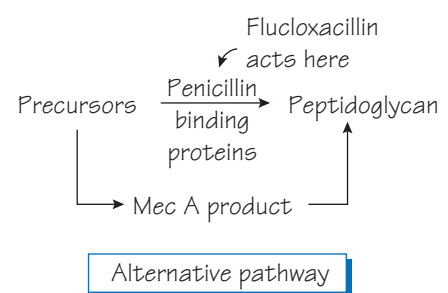 Flucloxacillin
acts here
Precursors Penicillin Peptidoglycan
binding
proteins
Mec A product
Alternative pathway